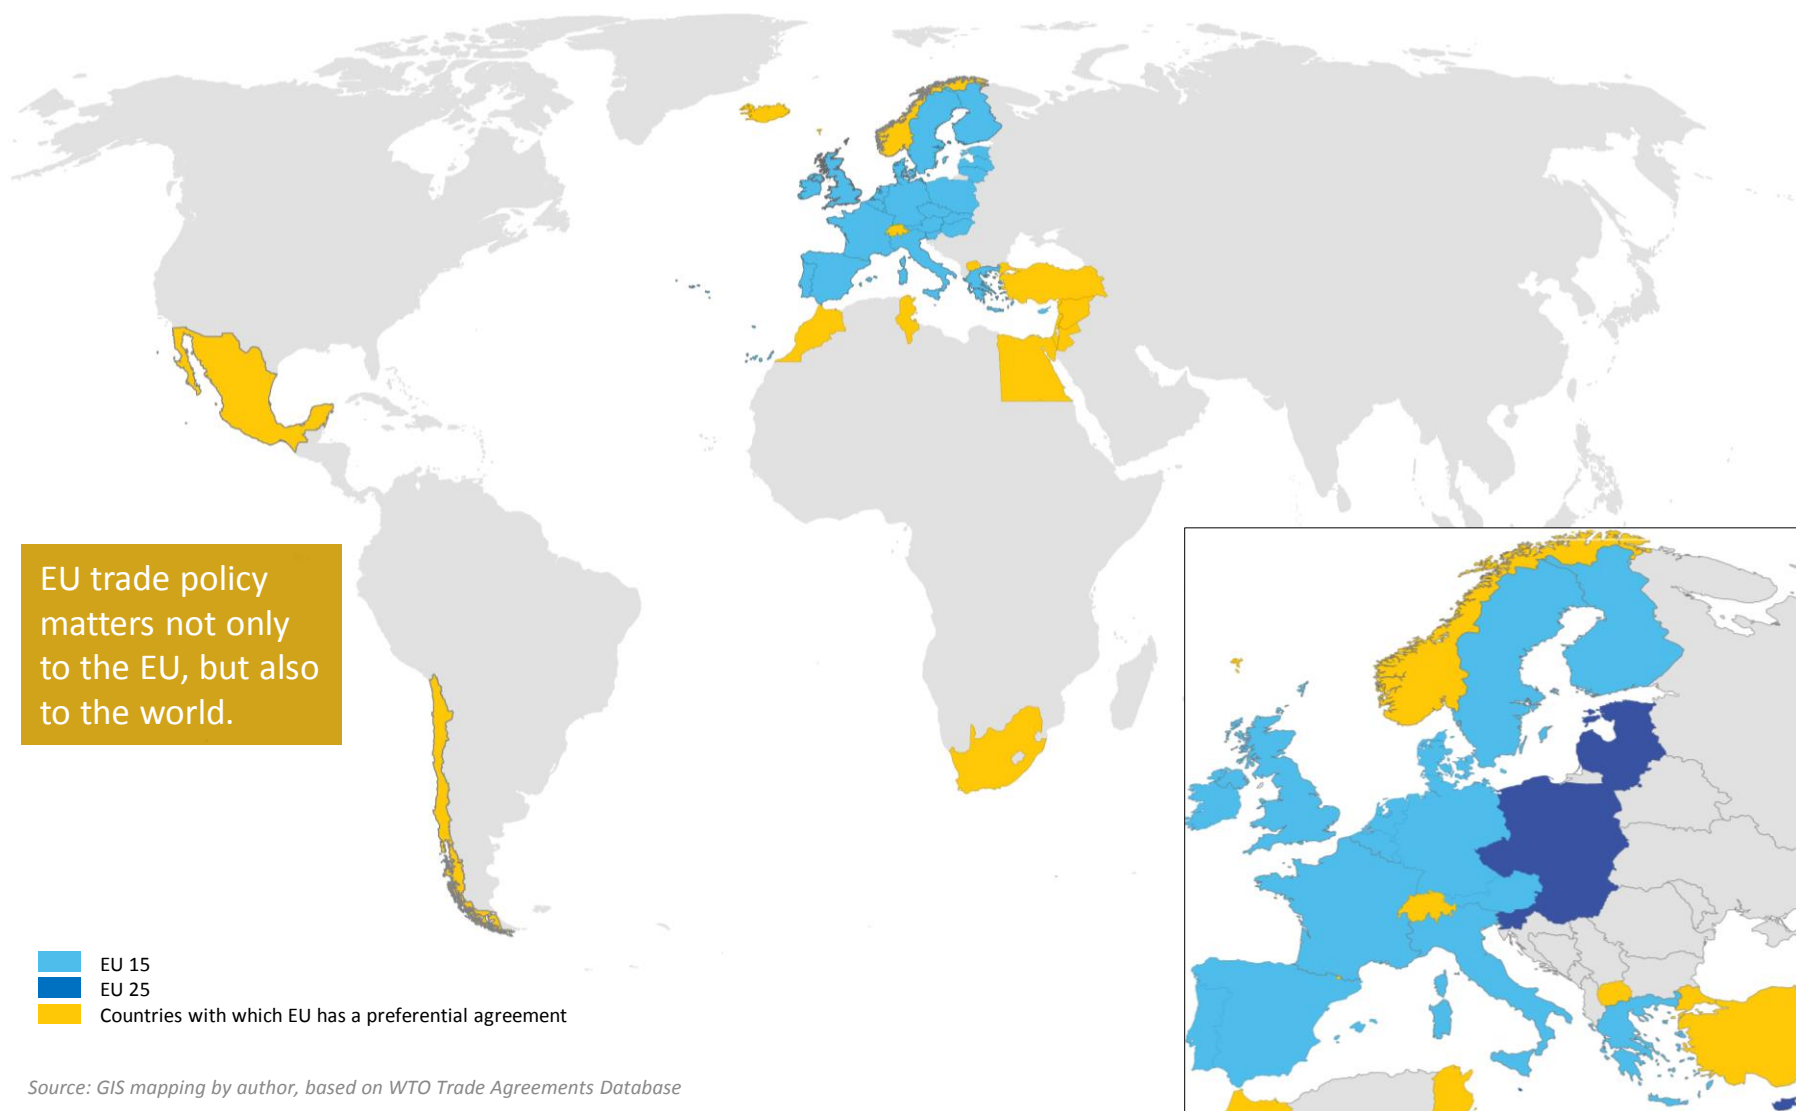 EU trade policy
matters not only
to the EU, but also
to the world.
EU 15
EU 25
Countries with which EU has a preferential agreement
Source: GIS mapping by author, based on WTO Trade Agreements Database